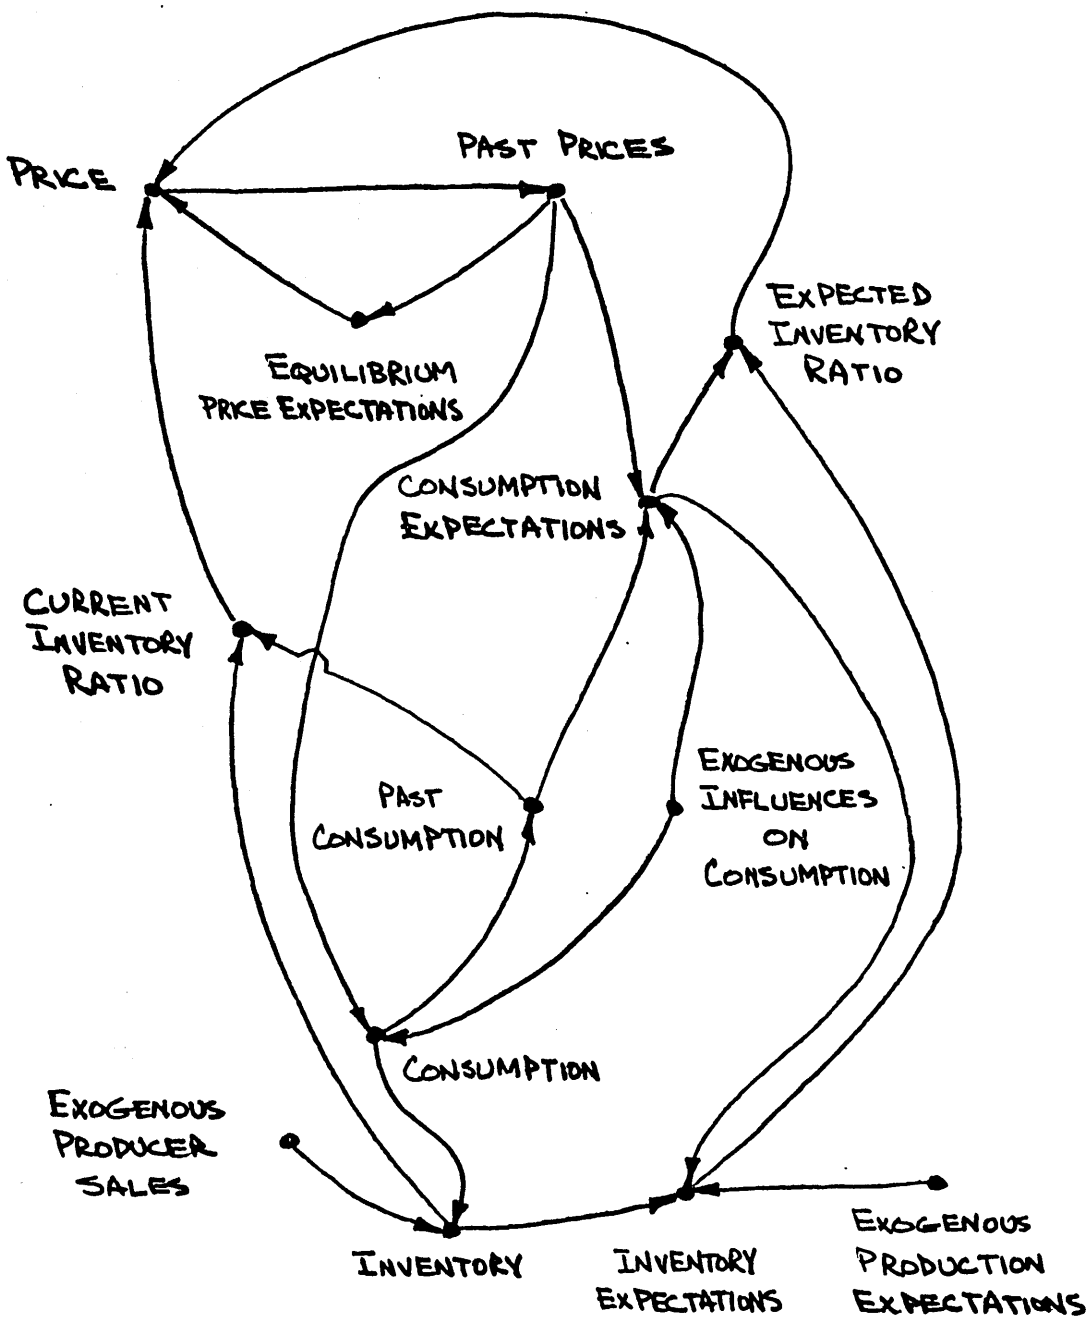 PAST PRICES
PRICE
EXPECTED
INVENTORY
RATIO
EQUILIBRIUM
PRICE EXPECTATIONS
CONSUMPTION
EXPECTATIONS
CURRENT
INVENTORY
RATIO
EXOGENOUS
INFLUENCES
ON
CONSUMPTION
PAST
CONSUMPTION
CONSUMPTION
EXOGENOUS
PRODUCER
SALES
INVENTORY
INVENTORY
EXPECTATIONS
EXOGENOUS
PRODUCTION
EXPECTATIONS